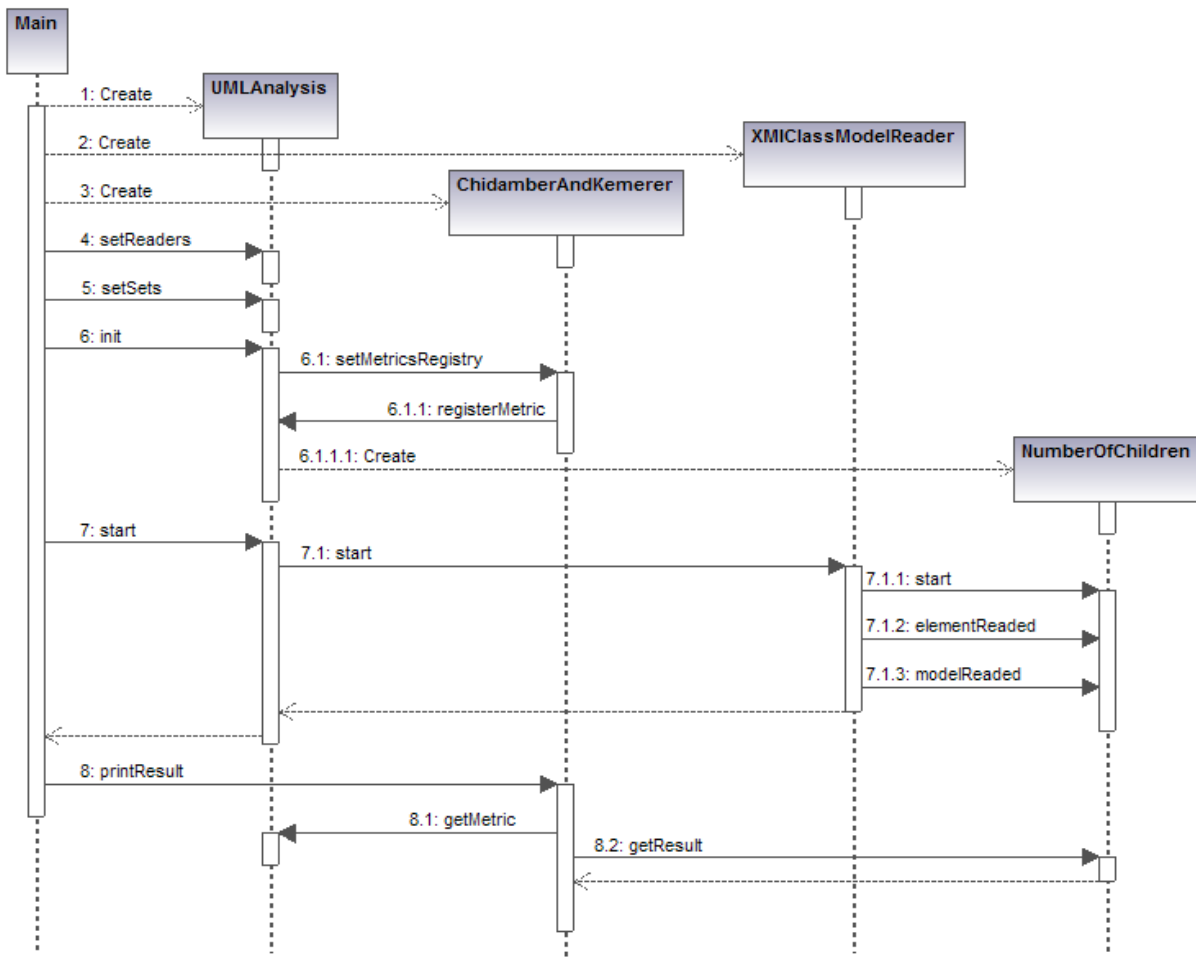 Main
1: Create
UMLAnalysis
2: Create
XMIClassModelReader
3: Create
ChidamberAndKemerer
4: setReaders
5: setSets
6: init
6.1: setMetricsRegistry
6.1.1: registerMetric
6.1.1.1: Create
NumberOfChildren
7: start
7.1: start
7.1.1: start
7.1.2: elementReaded
7.1.3: modelReaded
8: printResult
8.1: getMetric
8.2: getResult